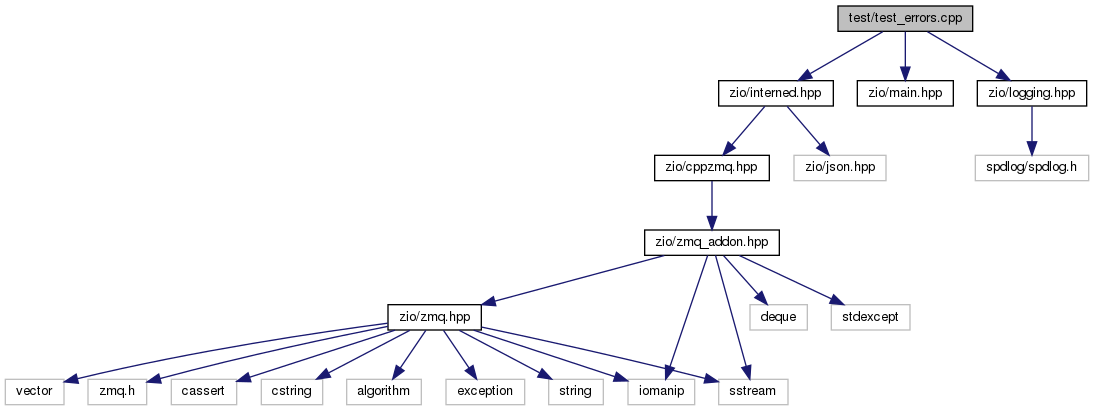 test/test_errors.cpp
zio/interned.hpp
zio/main.hpp
zio/logging.hpp
zio/cppzmq.hpp
zio/json.hpp
spdlog/spdlog.h
zio/zmq_addon.hpp
zio/zmq.hpp
deque
stdexcept
vector
zmq.h
cassert
cstring
algorithm
exception
string
iomanip
sstream